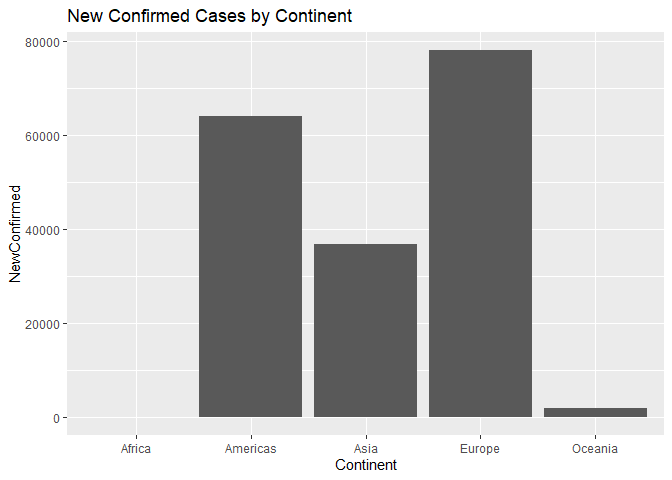 New Confirmed Cases by Continent
80000
60000
40000
20000
0
NewConfirmed
Africa Americas Asia Europe Oceania
Continent